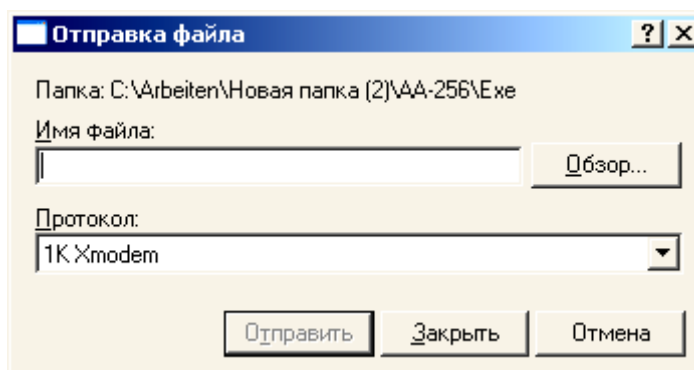 Отправка файла
Папка: C:\Arbeiten\Новая папка (2)\AA-256\Exe
Имя файла:
Обзор...
Протокол:
1K Xmodem
Отправить Закрыть Отмена